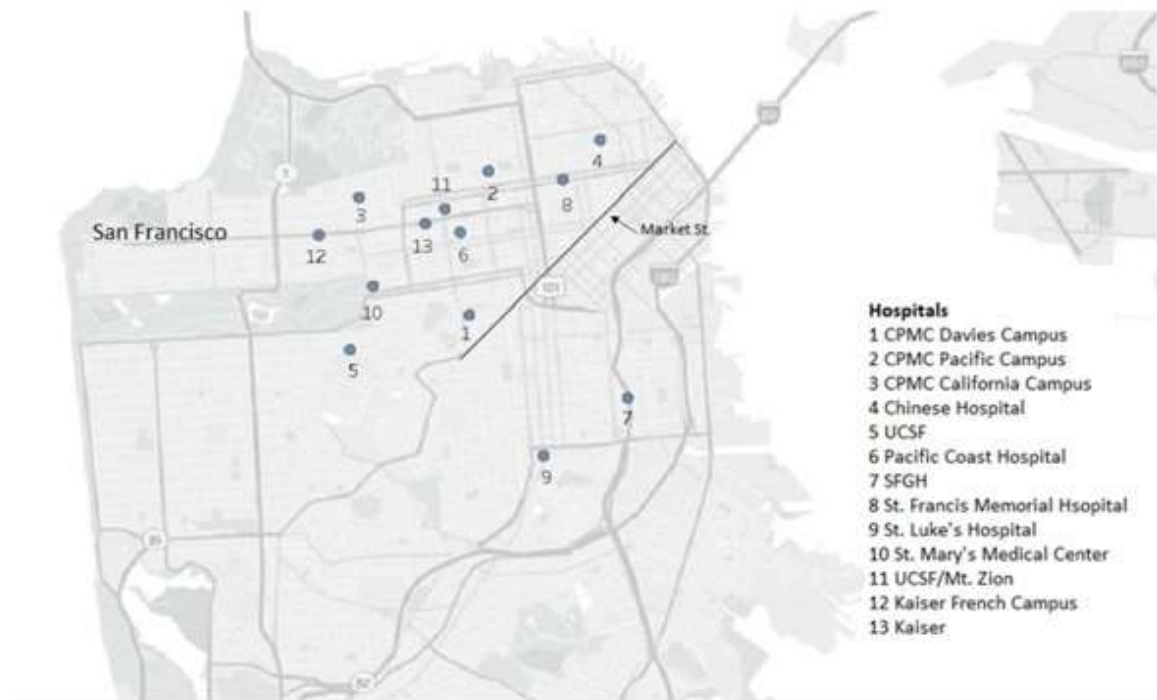 4
2
11
8
3
San Francisco
Market St.
13
6
12
101
10
1
5
7
9
35
82
Hospitals
1 CPMC Davies Campus
2 CPMC Pacific Campus
3 CPMC California Campus
4 Chinese Hospital
5 UCSF
6 Pacific Coast Hospital
7 SFGH
8 St. Francis Memorial Hsopital
9 St. Luke's Hospital
10 St. Mary's Medical Center
11 UCSF/Mt. Zion
12 Kaiser French Campus
13 Kaiser